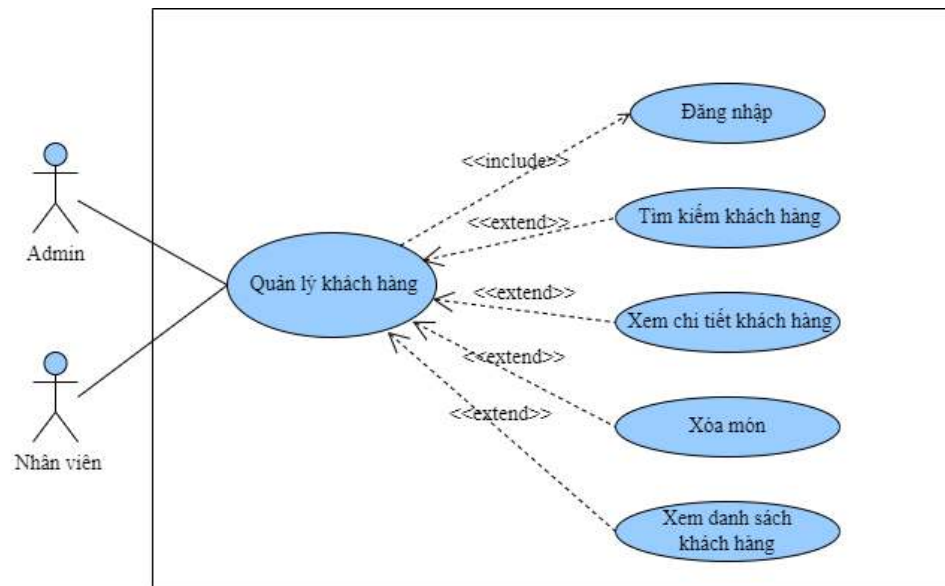 Đăng nhập
<<include>>
Tìm kiếm khách hàng
<<extend>>
Admin
Quản lý khách hàng
<<extend>>
Xem chi tiết khách hàng
<<extend>>
<<extend>>
Xóa món
Nhân viên
Xem danh sách
khách hàng